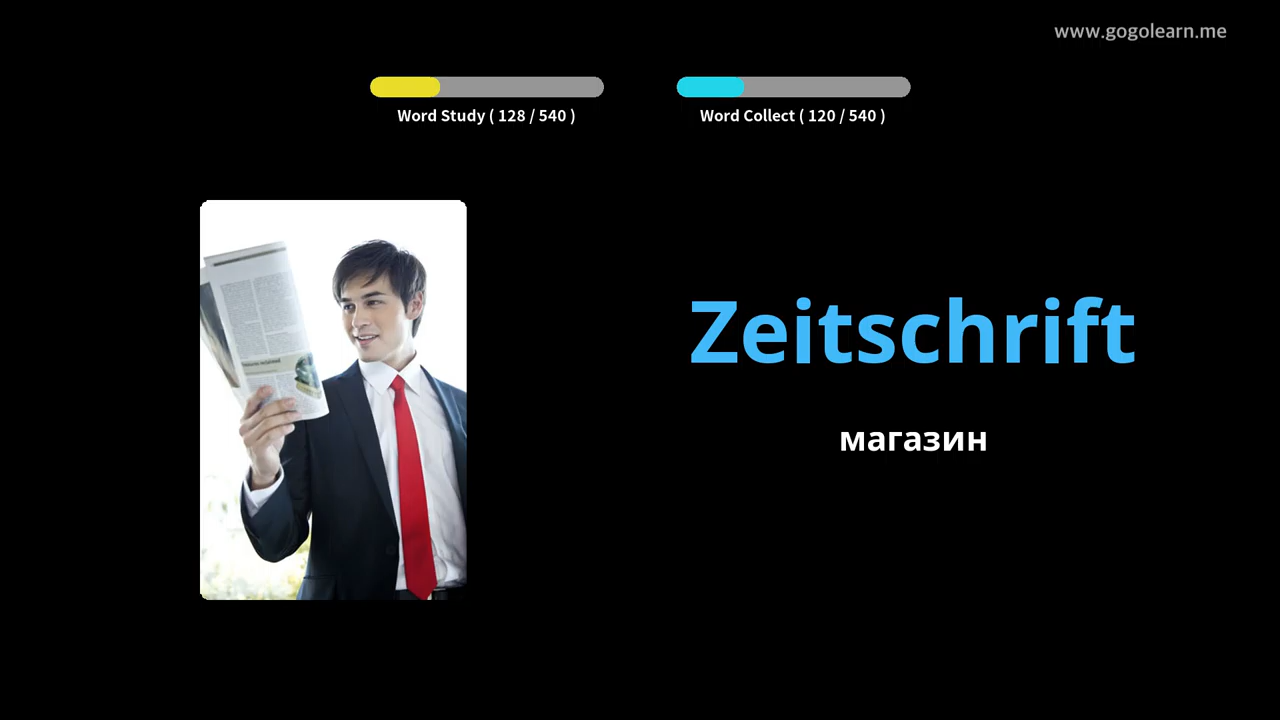 www.gogolearn.me
Word Study ( 128 / 540 )
Word Collect ( 120 / 540 )
Zeitschrift
магазин